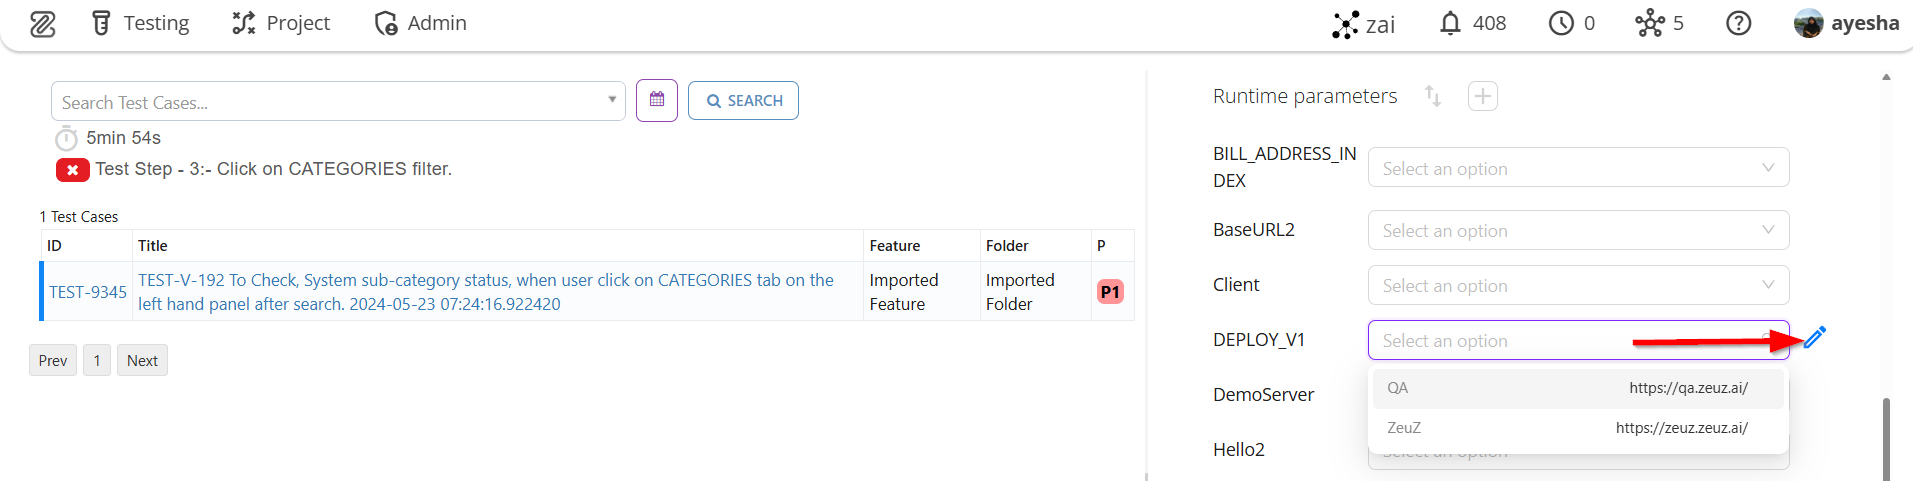 Testing Project Admin zai 408 0 5 ayesha
Search Test Cases... SEARCH
5min 54s
Test Step - 3:- Click on CATEGORIES filter.
1 Test Cases
ID Title Feature Folder P
TEST-9345 TEST-V-192 To Check, System sub-category status, when user click on CATEGORIES tab on the left hand panel after search. 2024-05-23 07:24:16.922420 Imported Feature Imported Folder P1
Prev 1 Next
Runtime parameters
BILL_ADDRESS_IN
DEX
Select an option
BaseURL2 Select an option
Client Select an option
DEPLOY_V1 Select an option
QA https://qa.zeuz.ai/
DemoServer
ZeuZ https://zeuz.zeuz.ai/
Hello2 Select an option